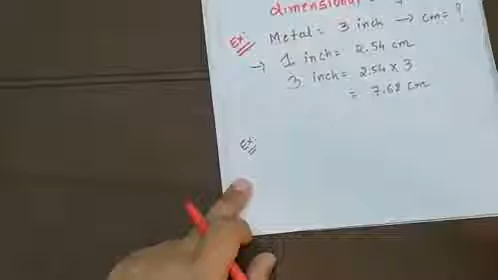 dimensional
Ex: Metal = 3 inch → cm = ?
→ 1 inch = 2.54 cm
3 inch = 2.54 x 3
= 7.62 cm
Ex: